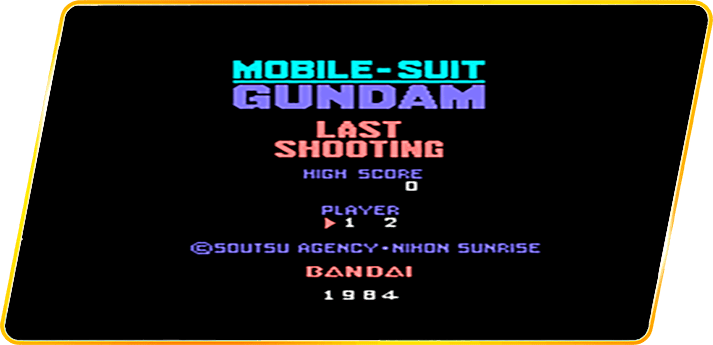 MOBILE-SUIT
GUNDAM
LAST
SHOOTING
HIGH SCORE
0
PLAYER
▶1 2
©SOUTSU AGENCY·NIHON SUNRISE
BANDAI
1984